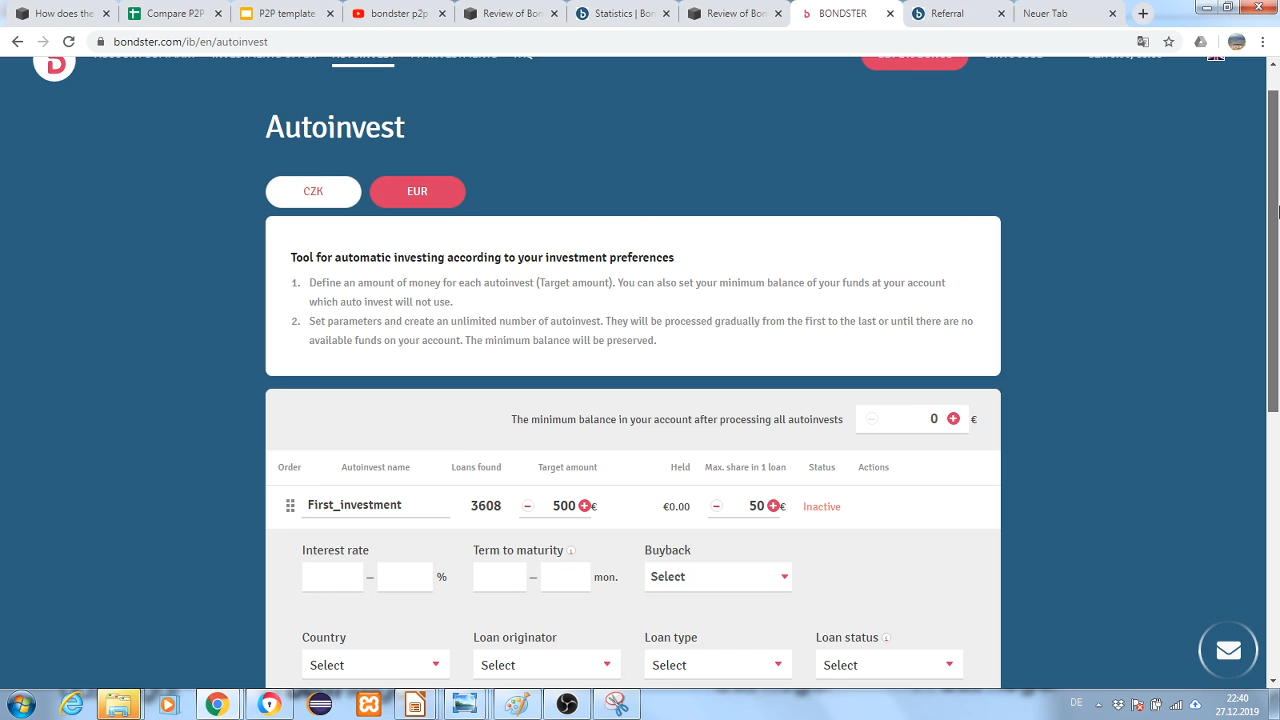 How does the
Compare P2P
P2P template
bondster p2p
Review of Bon
Statistics | Bon
Review of Bon
BONDSTER
Referral
Neuer Tab
bondster.com/ib/en/autoinvest
Autoinvest
CZK
EUR
Tool for automatic investing according to your investment preferences
1. Define an amount of money for each autoinvest (Target amount). You can also set your minimum balance of your funds at your account
which auto invest will not use.
2. Set parameters and create an unlimited number of autoinvest. They will be processed gradually from the first to the last or until there are no
available funds on your account. The minimum balance will be preserved.
The minimum balance in your account after processing all autoinvests 0 €
Order Autoinvest name Loans found Target amount Held Max. share in 1 loan Status Actions
First_investment 3608 500 € €0.00 50 € Inactive
Interest rate Term to maturity Buyback
– % – mon. Select
Country Loan originator Loan type Loan status
Select Select Select Select
DE 22:40
27.12.2019